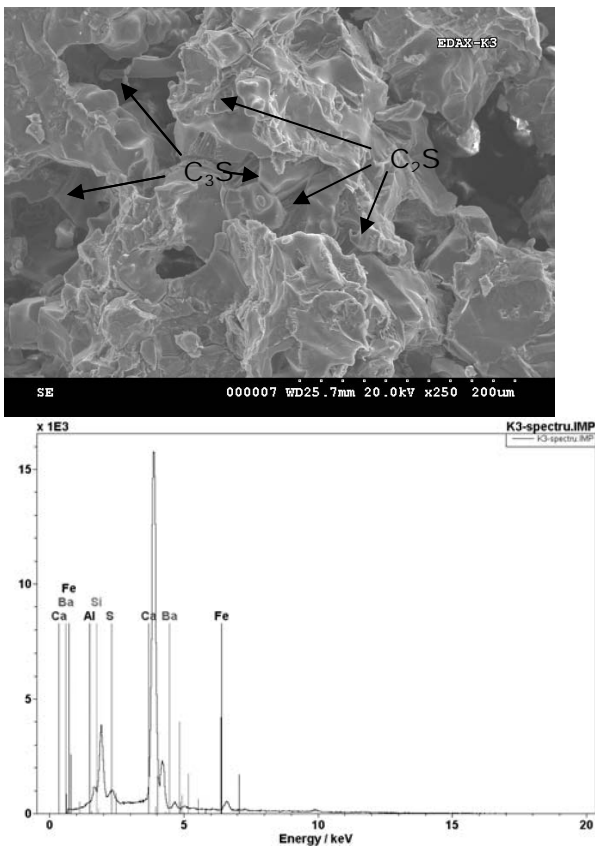 EDAX-K3
C₃S
C₂S
SE 000007 WD25.7mm 20.0kV x250 200um
x 1E3
K3-spectru.IMP
K3-spectru.IMP
15
10
5
0
Fe
Ba Si
Ca Al S Ca Ba Fe
0 5 10 15 20
Energy / keV